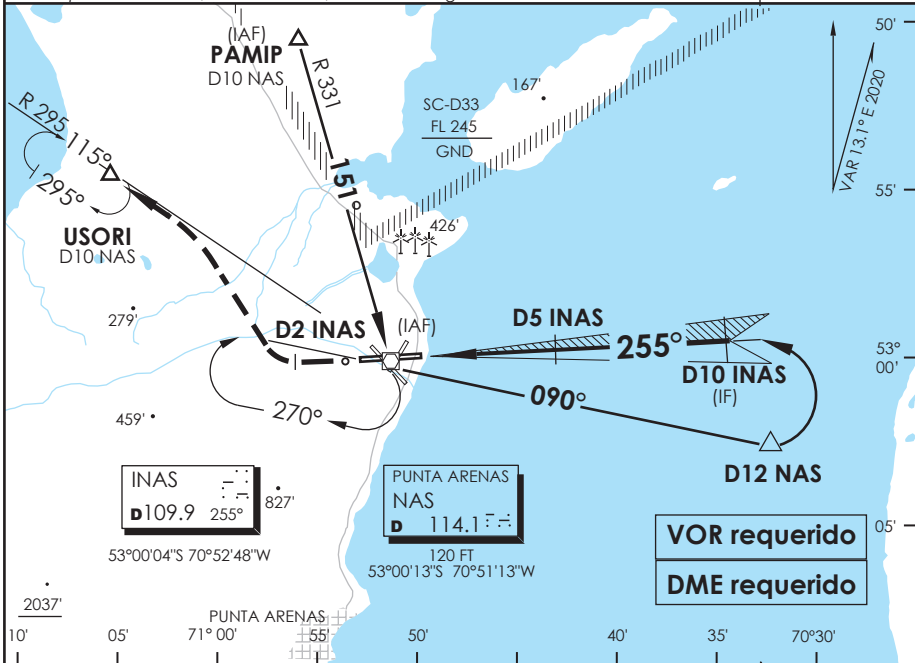 50'
(IAF)
PAMIP
D10 NAS
R 331
167'
SC-D33
FL 245
GND
VAR 13.1° E 2020
R 295
115°
295°
151°
55'
USORI
D10 NAS
426'
279'
D2 INAS
(IAF)
D5 INAS
255°
53°
00'
D10 INAS
(IF)
090°
459'
270°
D12 NAS
INAS
D109.9 255°
827'
53°00'04"S 70°52'48"W
PUNTA ARENAS
NAS
D 114.1
120 FT
53°00'13"S 70°51'13"W
VOR requerido
05'
DME requerido
2037'
PUNTA ARENAS
10' 05' 71° 00' 55' 50' 40' 35' 70°30'